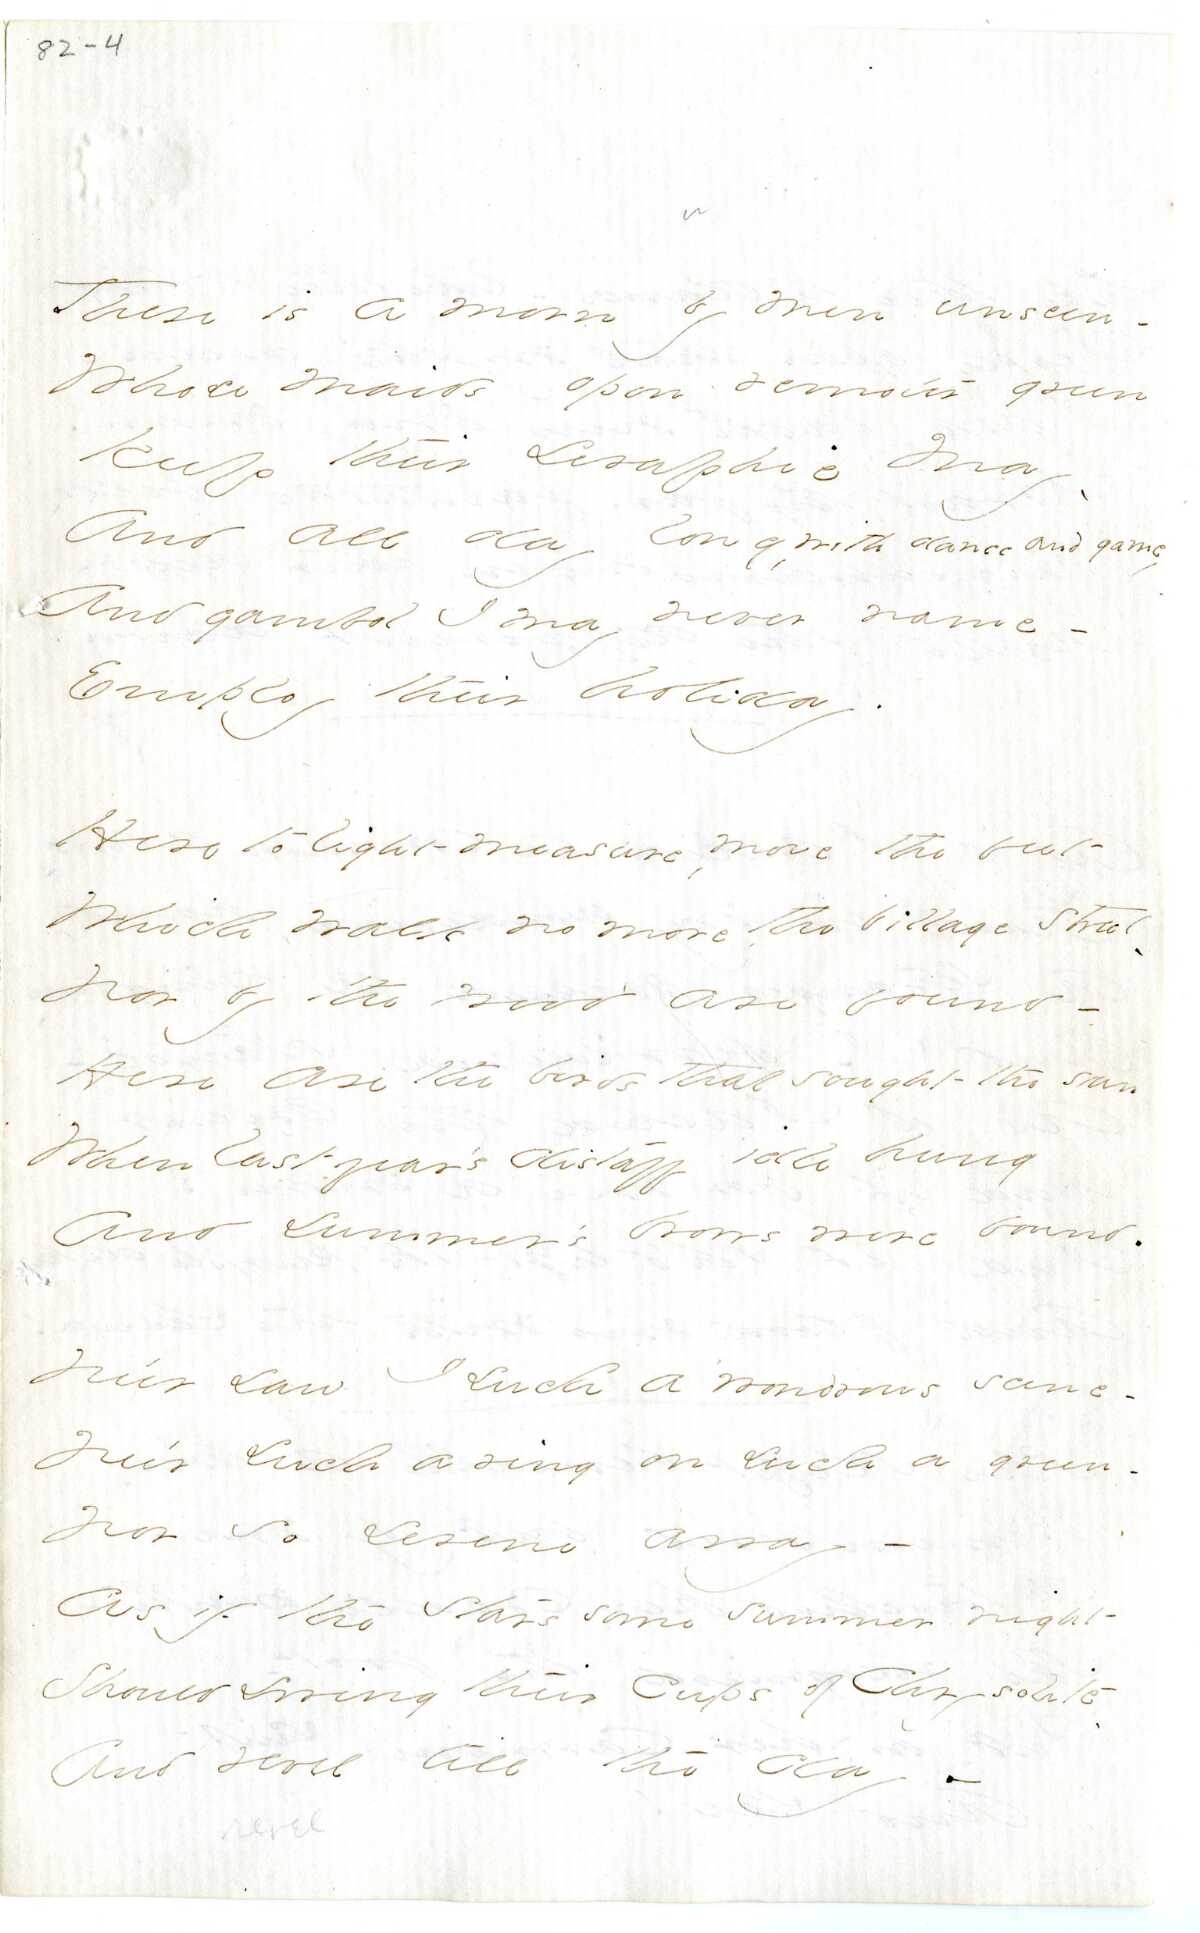 82-4
There is a morn by men unseen -
Whose maids upon remoter green
Keep their Seraphic May,
And all day long, with dance and game,
And gambol I may never name -
Employ their holiday.
Here to light measure, move the feet
Which walk no more the village street,
Nor by the wood are found -
Here are the birds that sought the sun
When last year's distaff idle hung
And Summer's brows were bound.
Ne'er saw I such a wondrous scene -
Ne'er such a ring on such a green -
Nor so serene array -
As if the stars some summer night
Should swing their Cups of Chrysolite,
And revel till the day -
revel